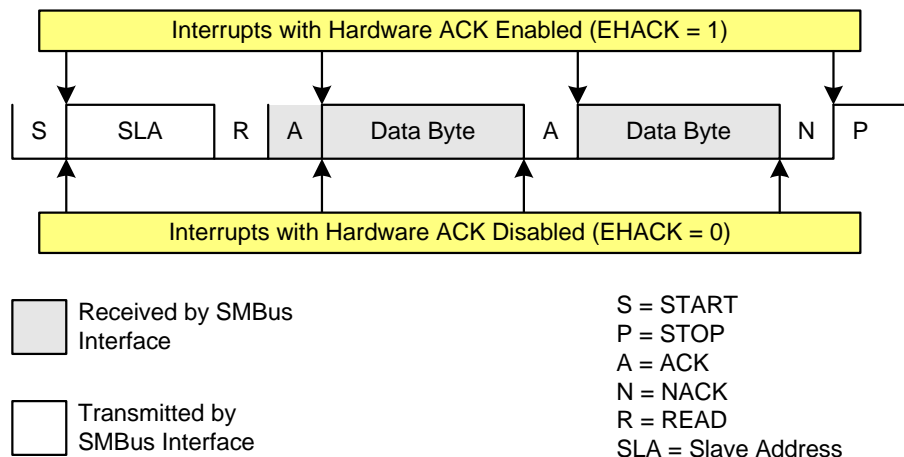 Interrupts with Hardware ACK Enabled (EHACK = 1)
S SLA R A Data Byte A Data Byte N P
Interrupts with Hardware ACK Disabled (EHACK = 0)
Received by SMBus
Interface
Transmitted by
SMBus Interface
S = START
P = STOP
A = ACK
N = NACK
R = READ
SLA = Slave Address